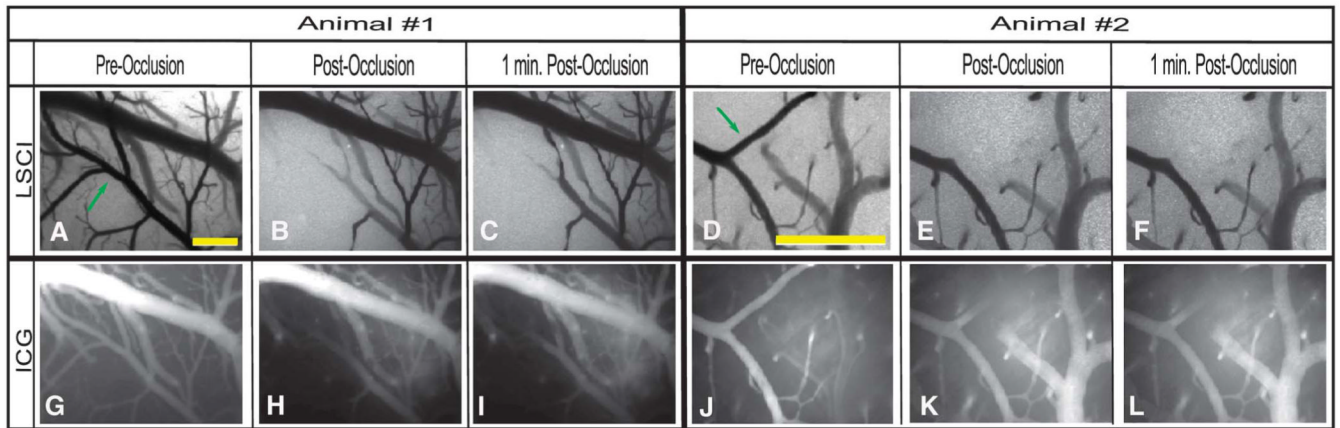 Animal #1
Animal #2
Pre-Occlusion
Post-Occlusion
1 min. Post-Occlusion
Pre-Occlusion
Post-Occlusion
1 min. Post-Occlusion
LSCI
A
B
C
D
E
F
ICG
G
H
I
J
K
L